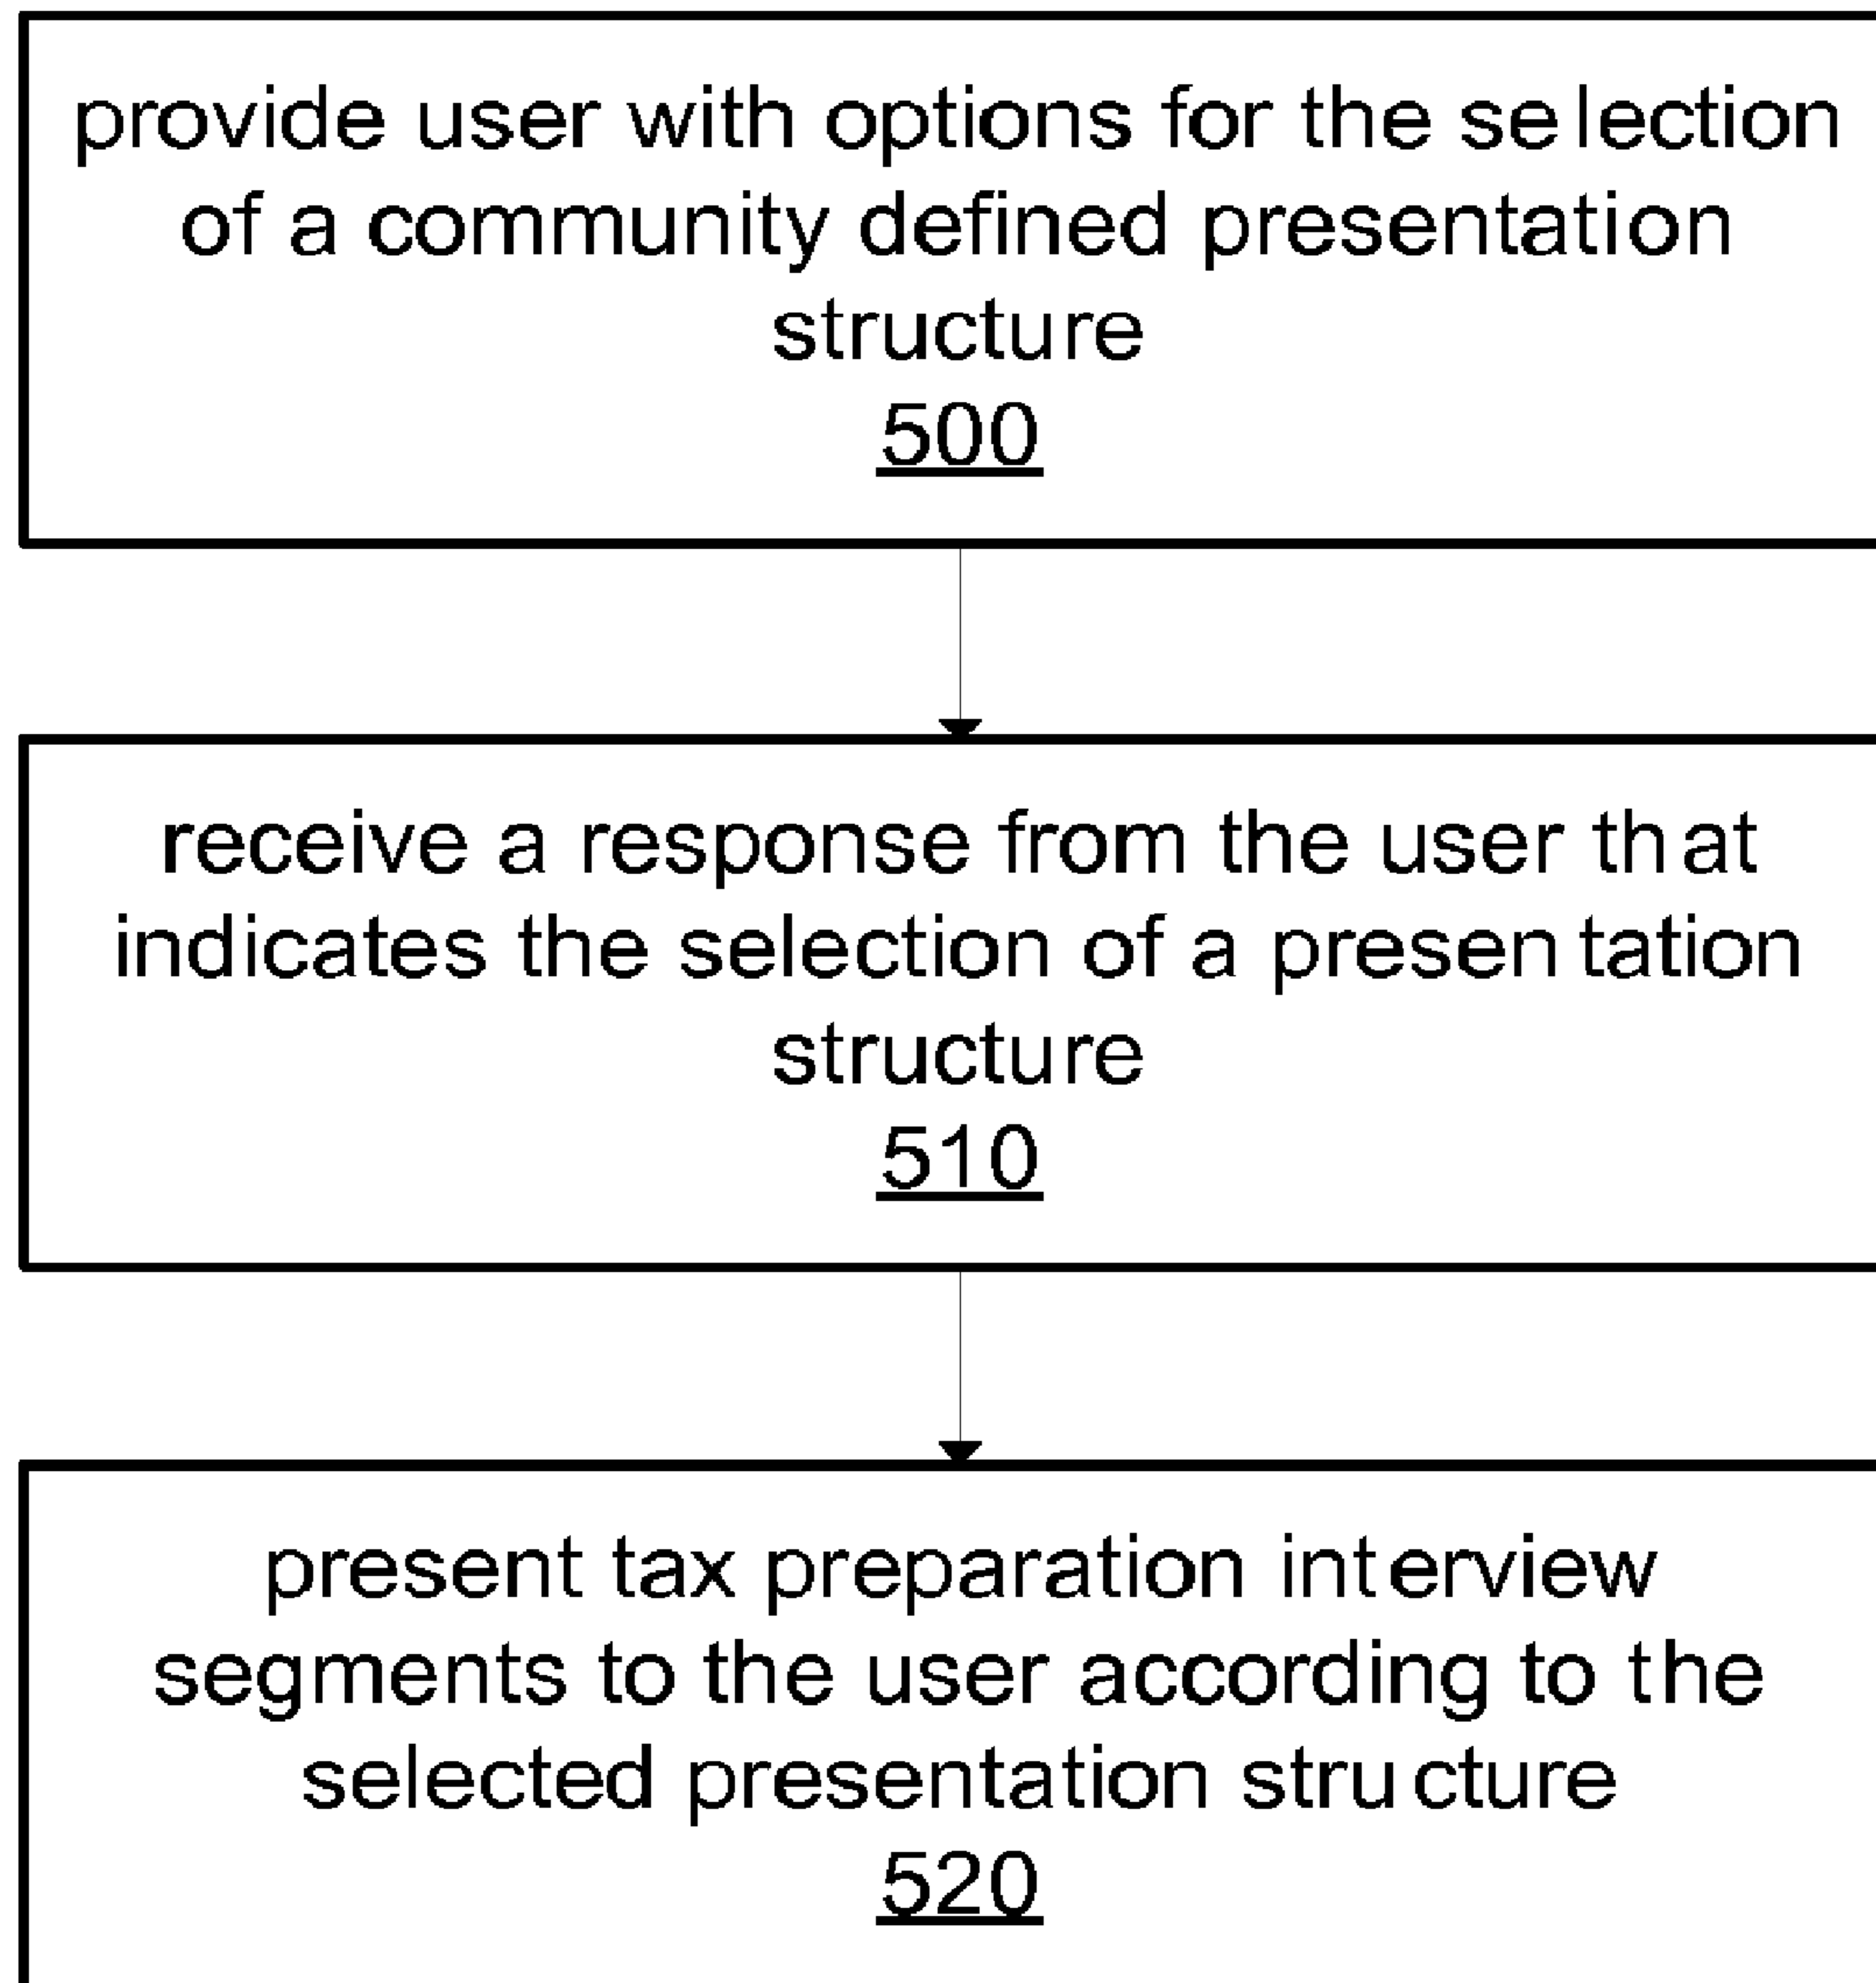 provide user with options for the selection
of a community defined presentation
structure
500
receive a response from the user that
indicates the selection of a presentation
structure
510
present tax preparation interview
segments to the user according to the
selected presentation structure
520